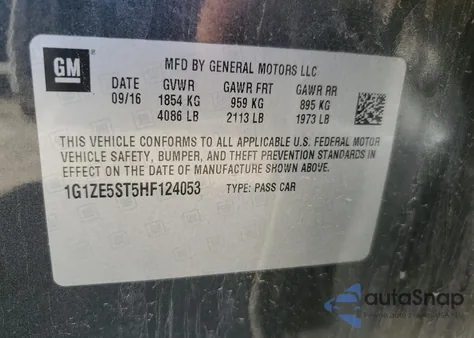 GM
MFD BY GENERAL MOTORS LLC
DATE GVWR GAWR FRT GAWR RR
09/16 1854 KG 959 KG 895 KG
4086 LB 2113 LB 1973 LB
THIS VEHICLE CONFORMS TO ALL APPLICABLE U.S. FEDERAL MOTOR
VEHICLE SAFETY, BUMPER, AND THEFT PREVENTION STANDARDS IN
EFFECT ON THE DATE OF MANUFACTURE SHOWN ABOVE.
1G1ZE5ST5HF124053 TYPE: PASS CAR
autoSnap